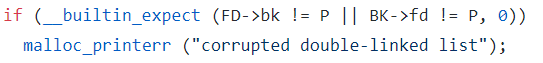 if (__builtin_expect (FD->bk != P || BK->fd != P, 0))
malloc_printerr ("corrupted double-linked list");